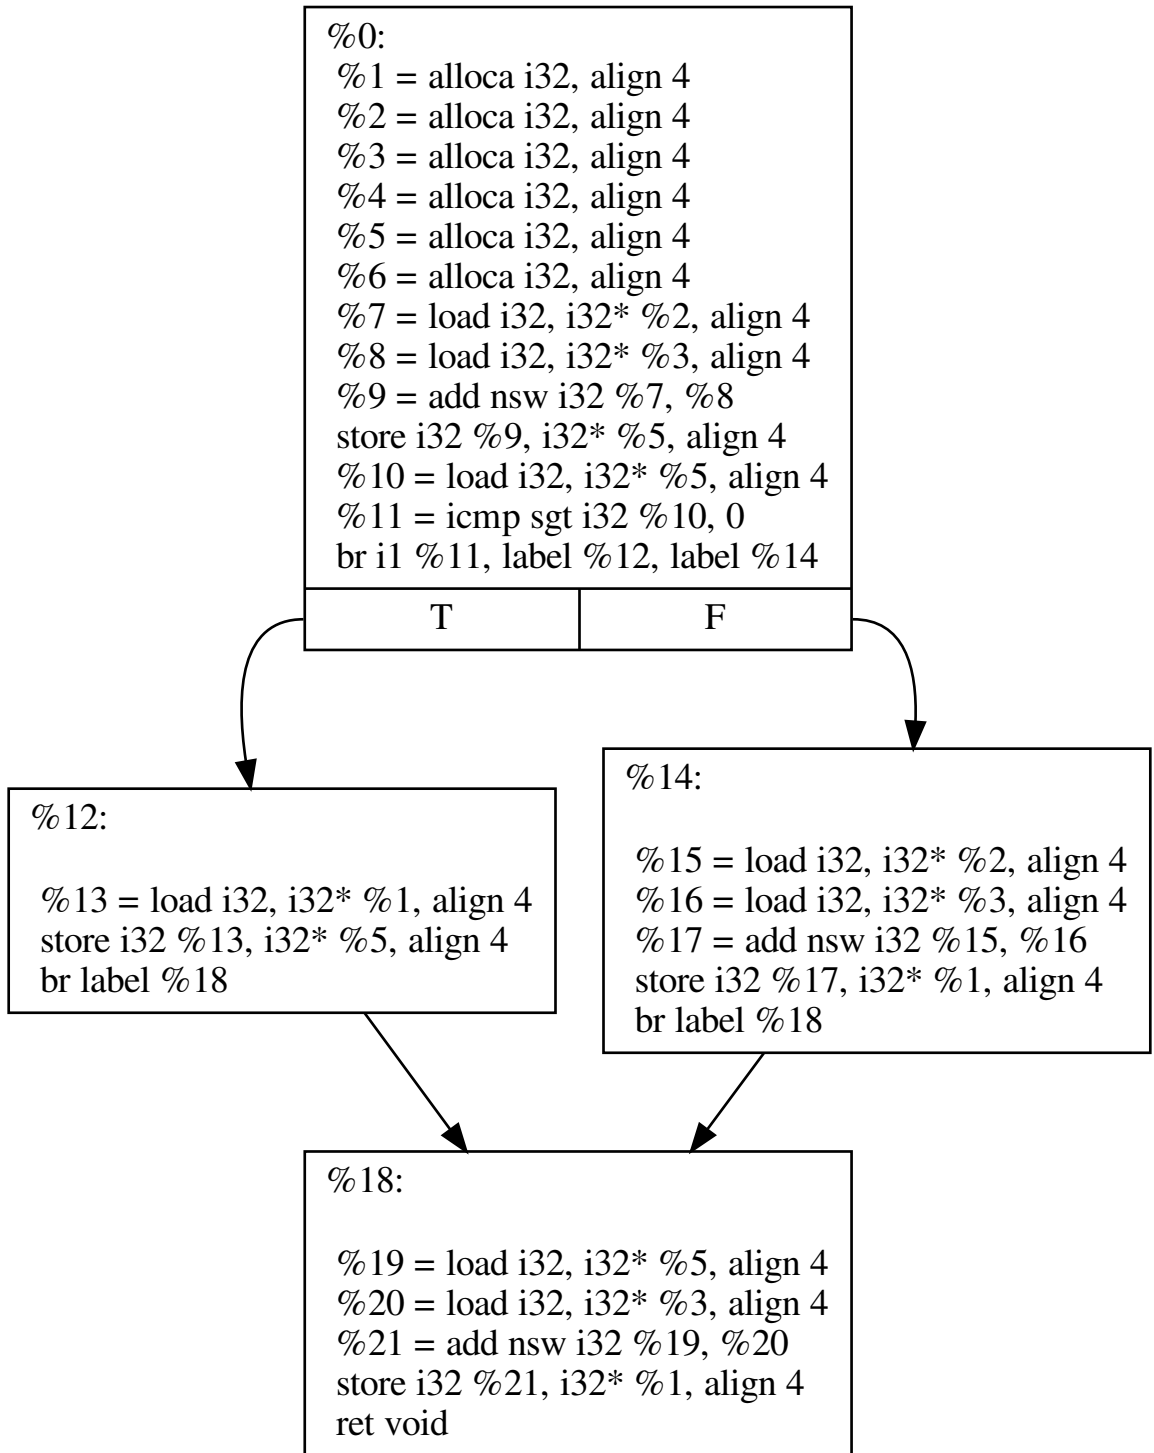 %0:
%1 = alloca i32, align 4
%2 = alloca i32, align 4
%3 = alloca i32, align 4
%4 = alloca i32, align 4
%5 = alloca i32, align 4
%6 = alloca i32, align 4
%7 = load i32, i32* %2, align 4
%8 = load i32, i32* %3, align 4
%9 = add nsw i32 %7, %8
store i32 %9, i32* %5, align 4
%10 = load i32, i32* %5, align 4
%11 = icmp sgt i32 %10, 0
br i1 %11, label %12, label %14
T F
%12:
%13 = load i32, i32* %1, align 4
store i32 %13, i32* %5, align 4
br label %18
%14:
%15 = load i32, i32* %2, align 4
%16 = load i32, i32* %3, align 4
%17 = add nsw i32 %15, %16
store i32 %17, i32* %1, align 4
br label %18
%18:
%19 = load i32, i32* %5, align 4
%20 = load i32, i32* %3, align 4
%21 = add nsw i32 %19, %20
store i32 %21, i32* %1, align 4
ret void